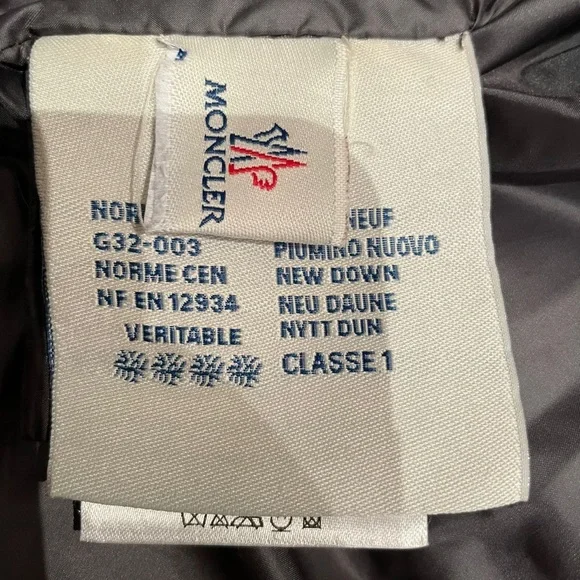 MONCLER
NEUF
G32-003 PIUMINO NUOVO
NORME CEN NEW DOWN
NF EN 12934 NEU DAUNE
VERITABLE NYTT DUN
CLASSE 1